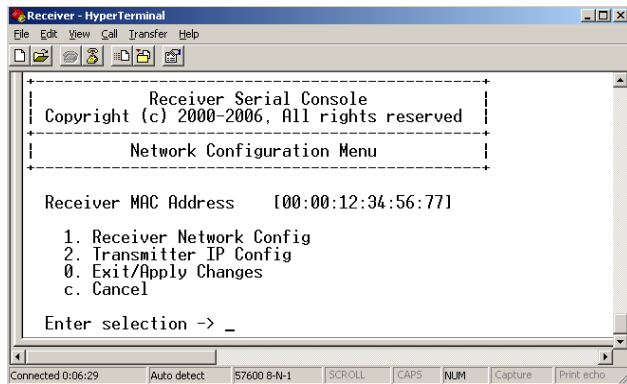 Receiver - HyperTerminal
File Edit View Call Transfer Help
Receiver Serial Console
Copyright (c) 2000-2006, All rights reserved
Network Configuration Menu
Receiver MAC Address [00:00:12:34:56:77]
1. Receiver Network Config
2. Transmitter IP Config
0. Exit/Apply Changes
c. Cancel
Enter selection -> _
Connected 0:06:29 Auto detect 57600 8-N-1 SCROLL CAPS NUM Capture Print echo